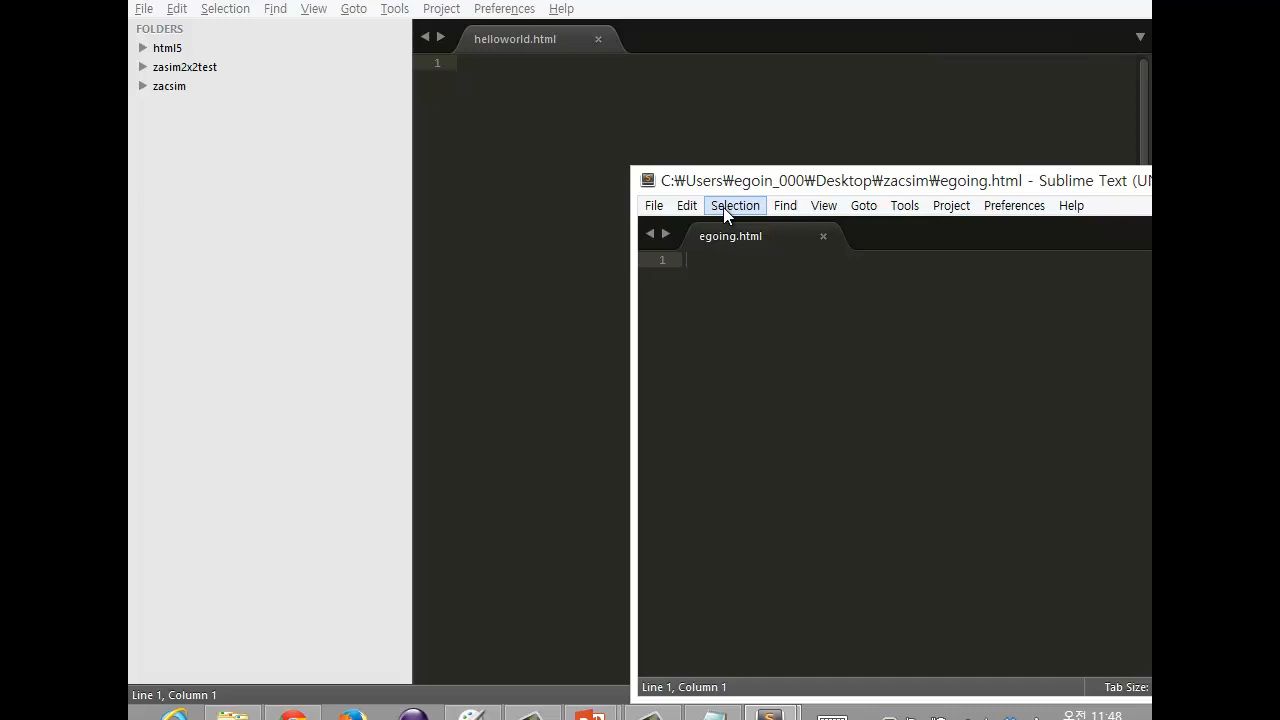 File Edit Selection Find View Goto Tools Project Preferences Help
FOLDERS
html5
zasim2x2test
zacsim
helloworld.html
1
C:₩Users₩egoin_000₩Desktop₩zacsim₩egoing.html - Sublime Text (UN
File Edit Selection Find View Goto Tools Project Preferences Help
egoing.html
1
Line 1, Column 1
Tab Size:
Line 1, Column 1
오전 11:48